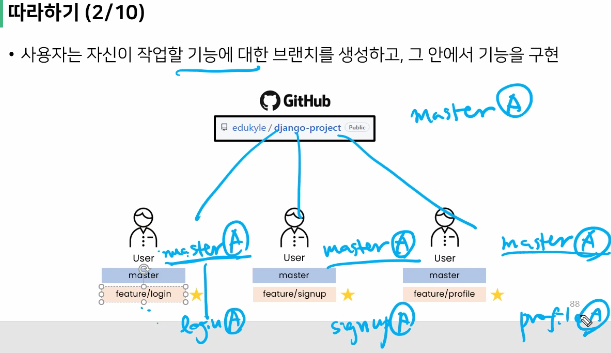 따라하기 (2/10)
• 사용자는 자신이 작업할 기능에 대한 브랜치를 생성하고, 그 안에서 기능을 구현
GitHub
master A
edukyle / django-project Public
User
User
User
master A
master A
master A
master
master
master
feature/login
feature/signup
feature/profile
88
login A
signup A
profile A